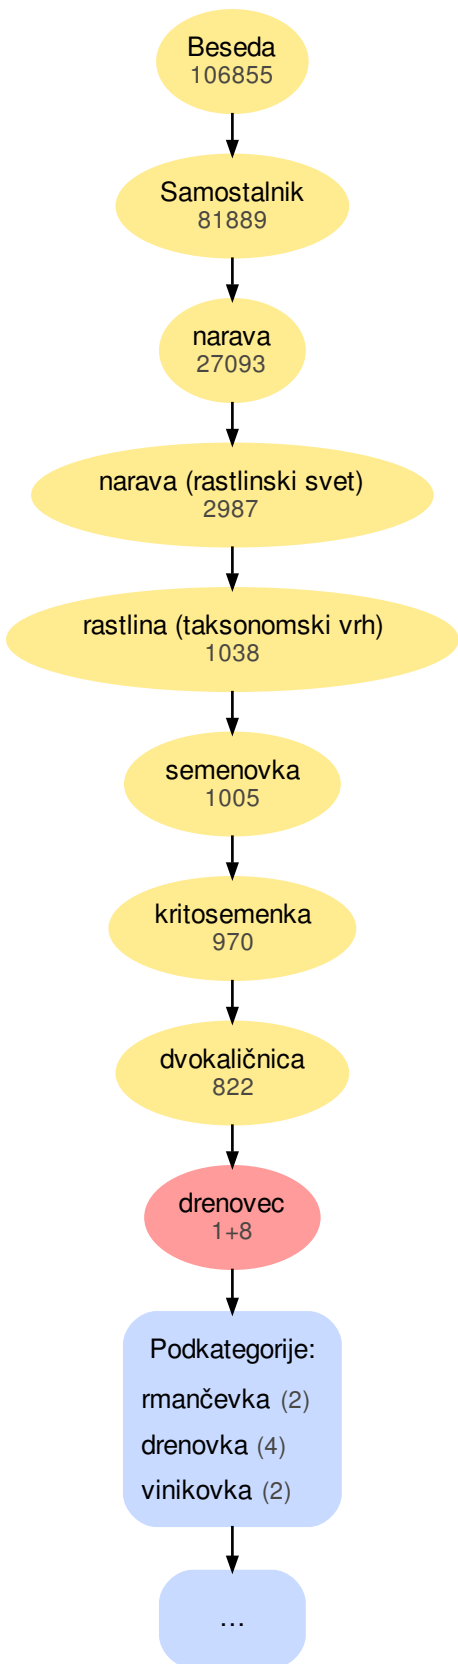 Beseda
106855
Samostalnik
81889
narava
27093
narava (rastlinski svet)
2987
rastlina (taksonomski vrh)
1038
semenovka
1005
kritosemenka
970
dvokaličnica
822
drenovec
1+8
Podkategorije:
rmančevka (2)
drenovka (4)
vinikovka (2)
...